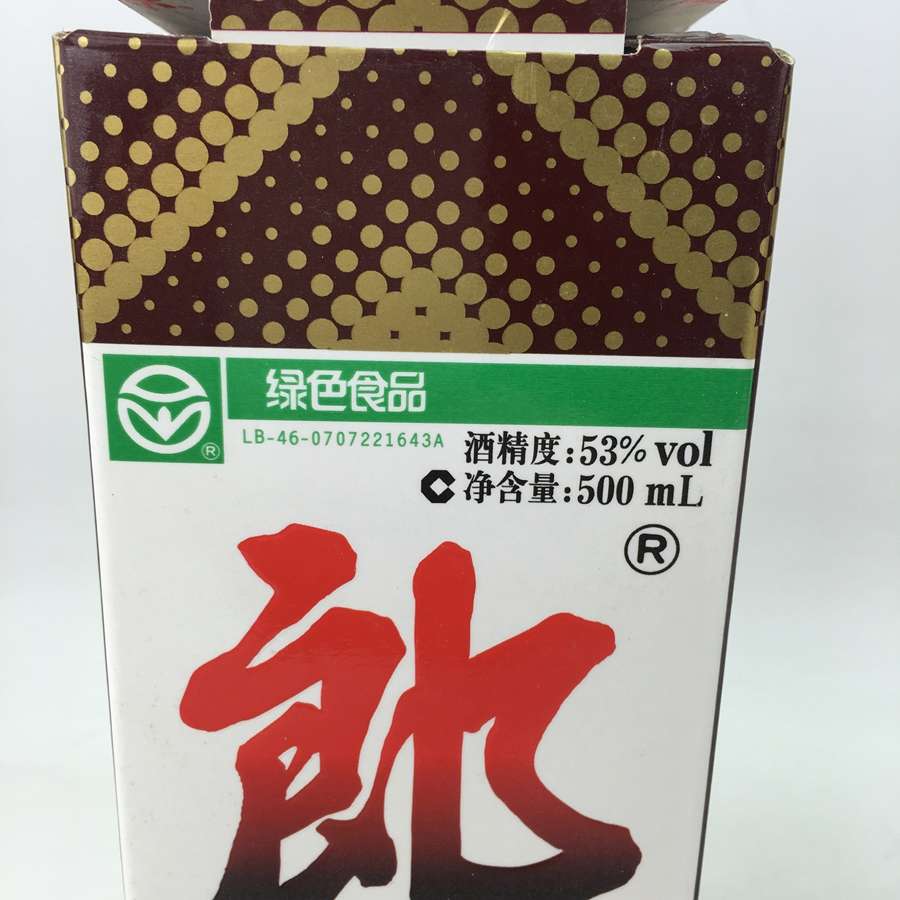 绿色食品
LB-46-0707221643A
酒精度:53% vol
净含量:500 mL
®
郎